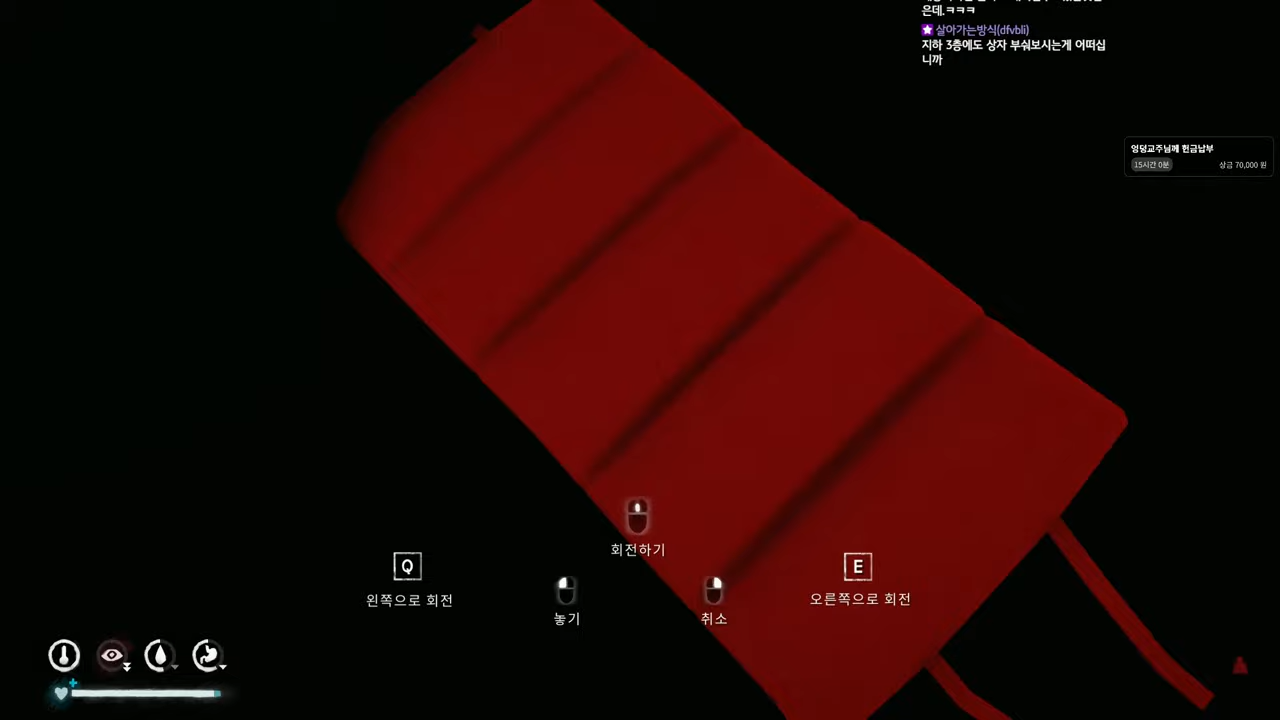 은데.ㅋㅋㅋ
살아가는방식(dfvbli)
지하 3층에도 상자 부숴보시는게 어떠십
니까
엉덩교주님께 헌금납부
15시간 0분
상금 70,000 원
회전하기
Q
E
왼쪽으로 회전
오른쪽으로 회전
놓기
취소